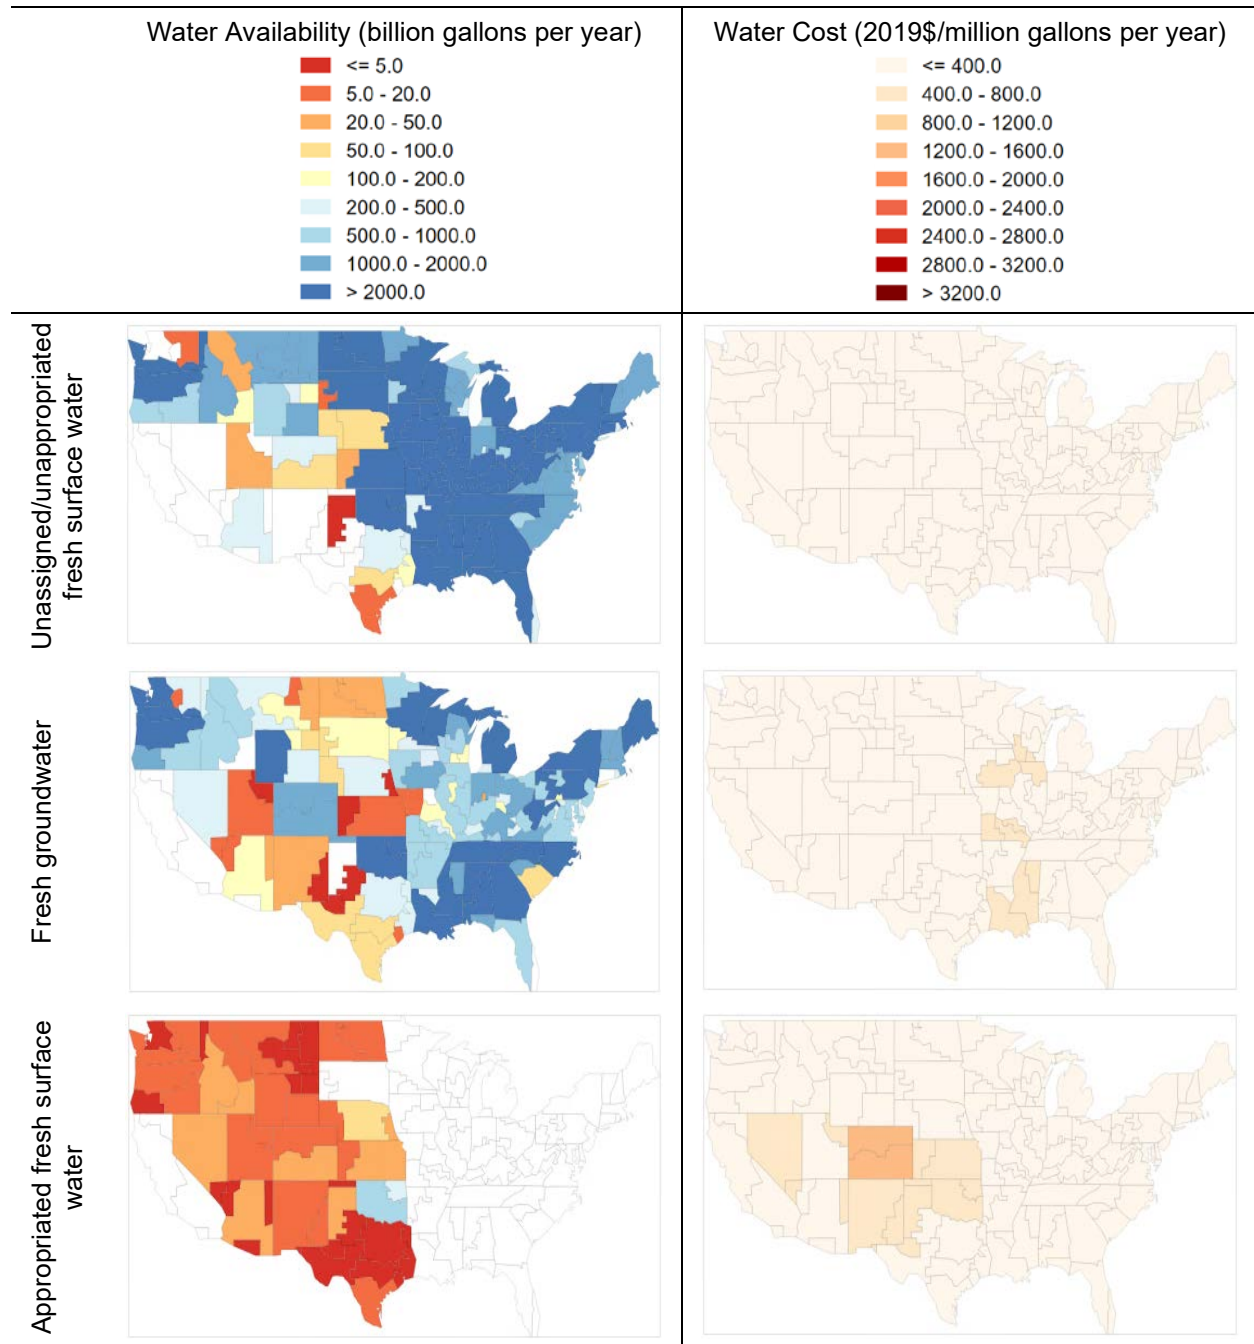 Water Availability (billion gallons per year)
<= 5.0
5.0 - 20.0
20.0 - 50.0
50.0 - 100.0
100.0 - 200.0
200.0 - 500.0
500.0 - 1000.0
1000.0 - 2000.0
> 2000.0
Water Cost (2019$/million gallons per year)
<= 400.0
400.0 - 800.0
800.0 - 1200.0
1200.0 - 1600.0
1600.0 - 2000.0
2000.0 - 2400.0
2400.0 - 2800.0
2800.0 - 3200.0
> 3200.0
Unassigned/unappropriated
fresh surface water
Fresh groundwater
Appropriated fresh surface
water